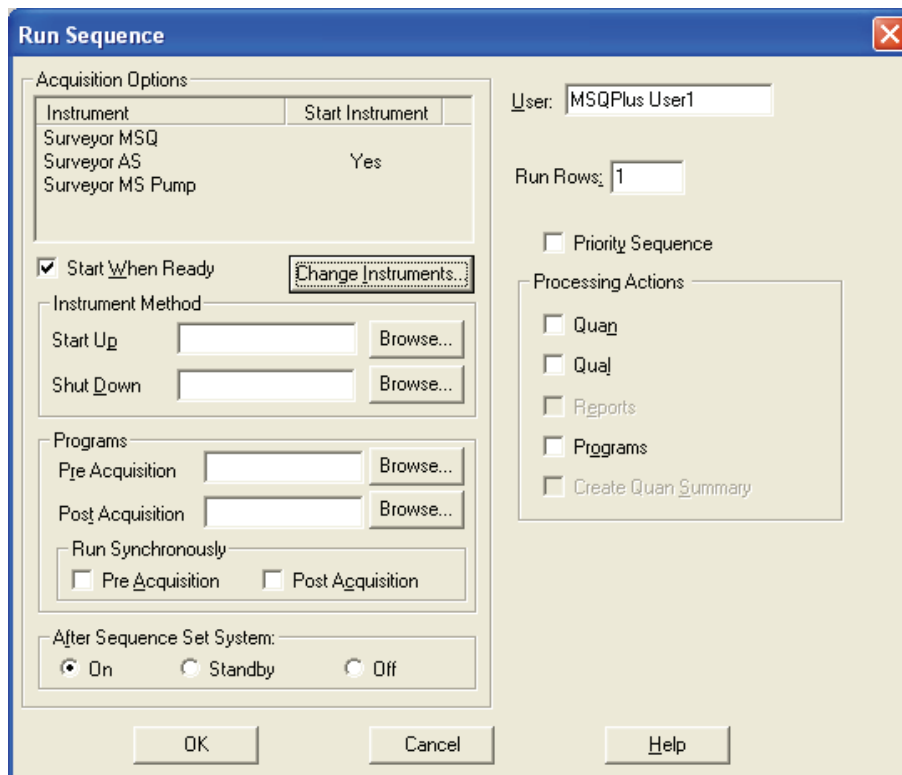 Run Sequence
Acquisition Options
Instrument Start Instrument
Surveyor MSQ
Surveyor AS Yes
Surveyor MS Pump
Start When Ready Change Instruments...
Instrument Method
Start Up Browse...
Shut Down Browse...
Programs
Pre Acquisition Browse...
Post Acquisition Browse...
Run Synchronously
Pre Acquisition Post Acquisition
After Sequence Set System:
On Standby Off
User: MSQPlus User1
Run Rows: 1
Priority Sequence
Processing Actions
Quan
Qual
Reports
Programs
Create Quan Summary
OK Cancel Help